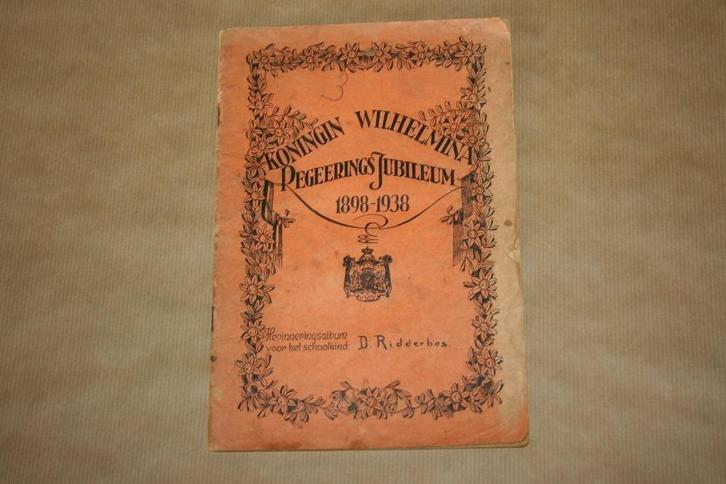 3
KONINGIN WILHELMINA
REGEERINGS JUBILEUM
1898-1938
Herinneringsalbum
voor het schoolkind: D. Ridderbos